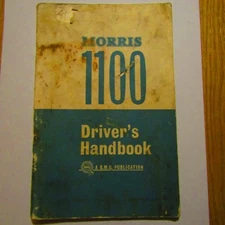 MORRIS
1100
Driver's
Handbook
A B.M.C. PUBLICATION